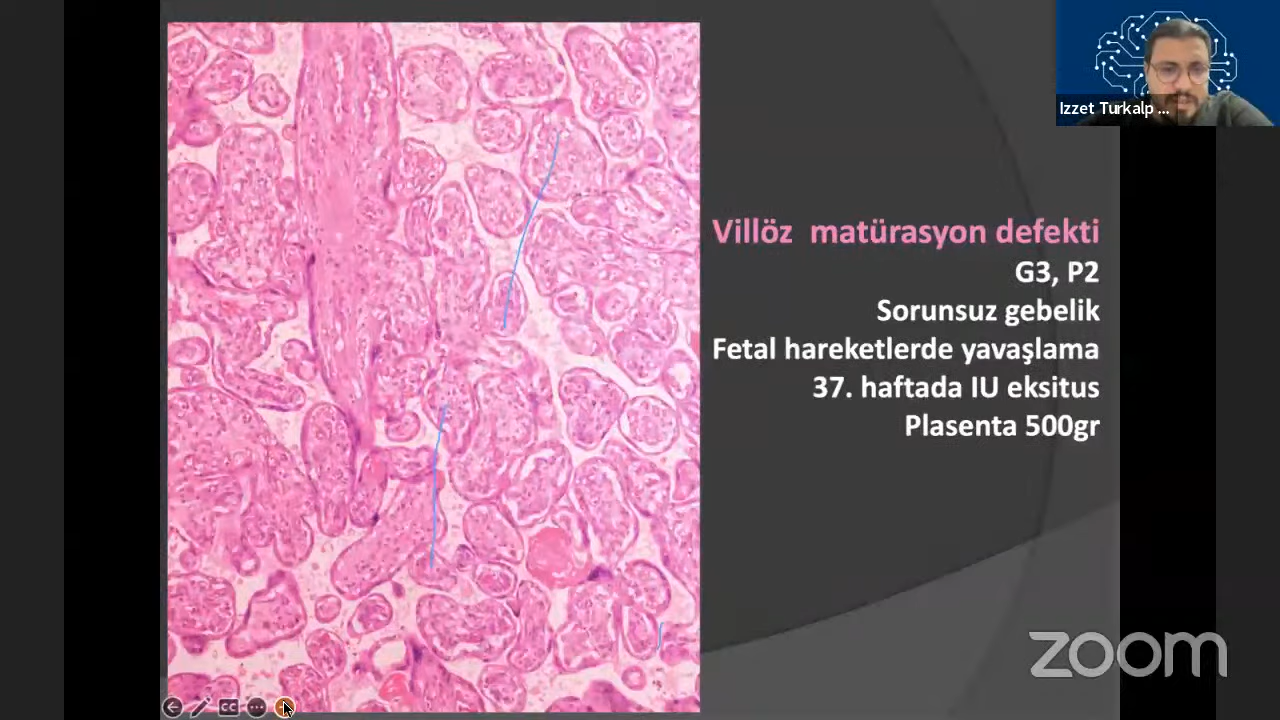 Izzet Turkalp ...
Villöz matürasyon defekti
G3, P2
Sorunsuz gebelik
Fetal hareketlerde yavaşlama
37. haftada IU eksitus
Plasenta 500gr
CC
zoom